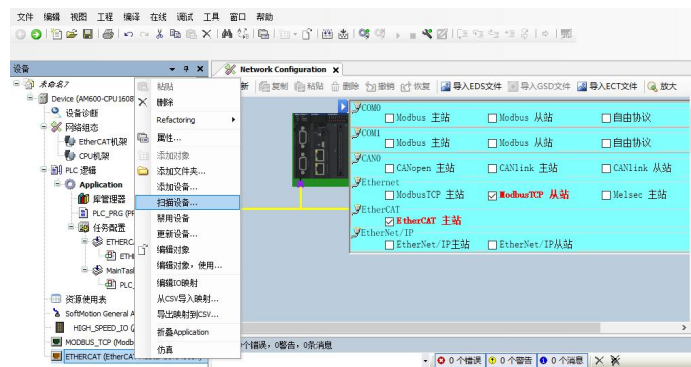 文件 编辑 视图 工程 编译 在线 调试 工具 窗口 帮助
设备
Network Configuration
新 复制 粘贴 删除 撤销 恢复 导入EDS文件 导入GSD文件 导入ECT文件 放大
未命名7
Device (AM600-CPU1608
设备诊断
网络组态
EtherCAT机架
CPU机架
PLC 逻辑
Application
库管理器
PLC_PRG (PR
任务配置
ETHERC
ETHE
MainTas
PLC_
资源使用表
SoftMotion General A
HIGH_SPEED_IO (
MODBUS_TCP (Modb
ETHERCAT (EtherCA
粘贴
删除
Refactoring
属性...
添加对象
添加文件夹...
添加设备...
扫描设备...
禁用设备
更新设备...
编辑对象
编辑对象，使用...
编辑IO映射
从CSV导入映射...
导出映射到CSV...
折叠Application
仿真
COM0
Modbus 主站 Modbus 从站 自由协议
COM1
Modbus 主站 Modbus 从站 自由协议
CAN0
CANopen 主站 CANlink 主站 CANlink 从站
Ethernet
ModbusTCP 主站 ModbusTCP 从站 Melsec 主站
EtherCAT
EtherCAT 主站
EtherNet/IP
EtherNet/IP主站 EtherNet/IP从站
个错误，0警告，0条消息
0 个错误 0 个警告 0 个消息